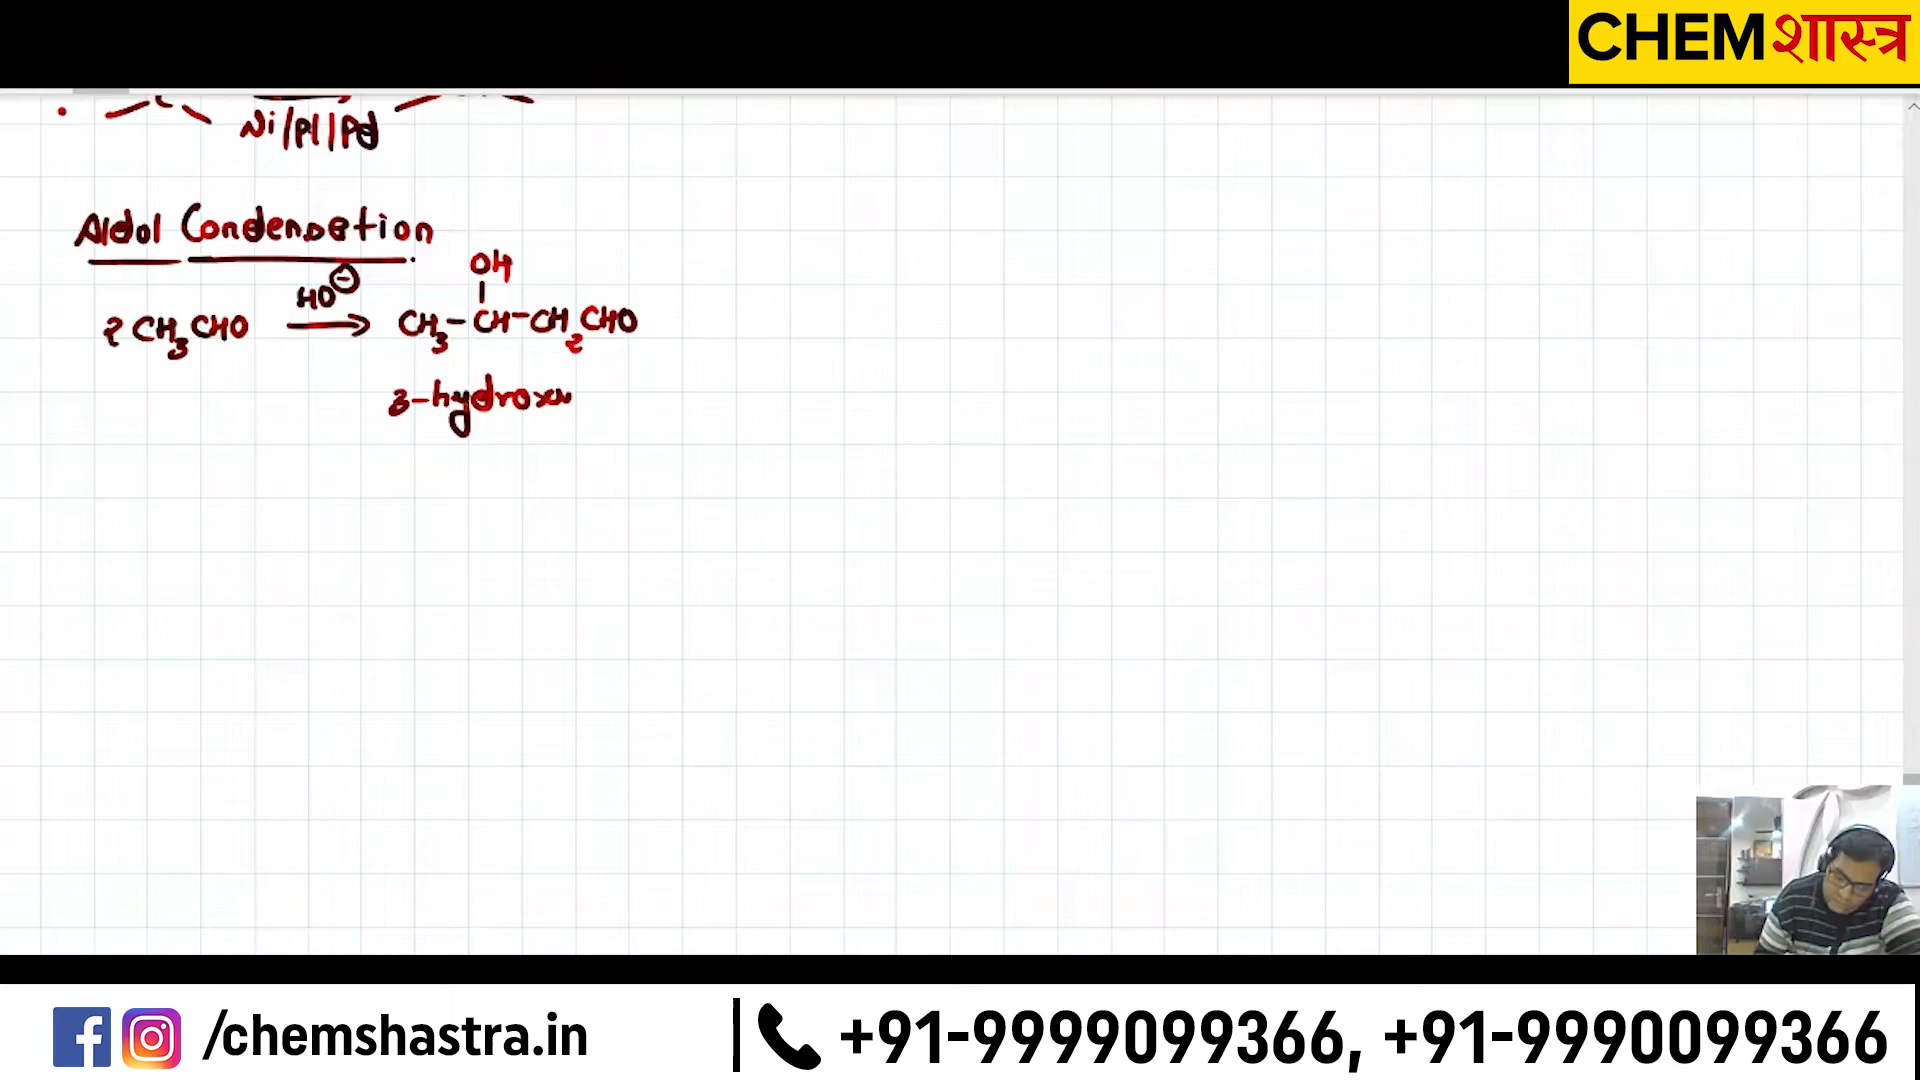 CHEMशास्त्र
Ni/Pt/Pd
Aldol Condensation
OH
HO⊖
2 CH₃CHO → CH₃-CH-CH₂CHO
3-hydrox
/chemshastra.in
+91-9999099366, +91-9990099366